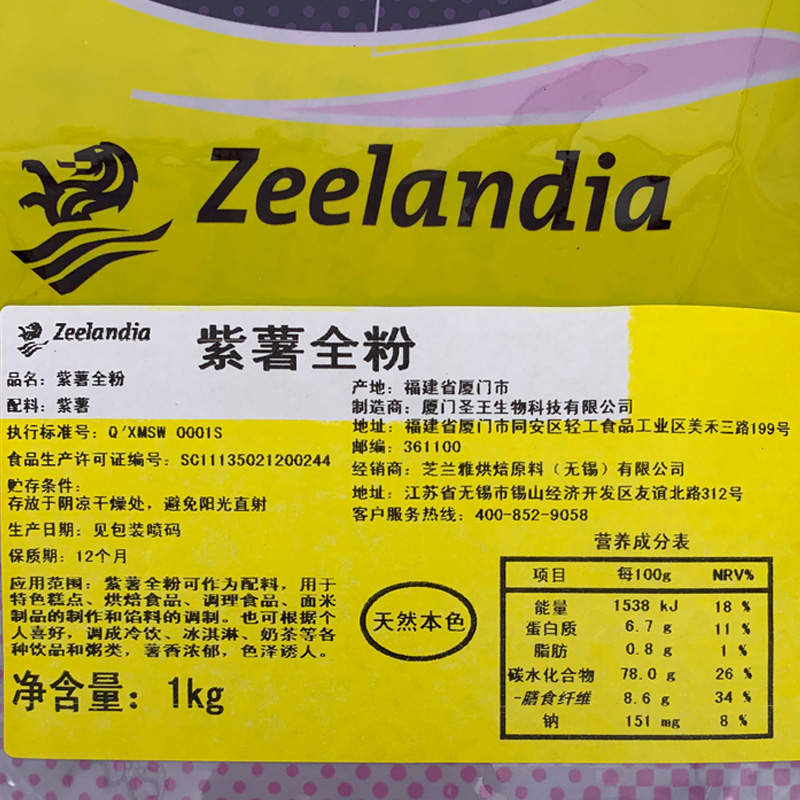 Zeelandia
Zeelandia
紫薯全粉
品名：紫薯全粉
配料：紫薯
执行标准号：Q'XMSW 0001S
食品生产许可证编号：SC11135021200244
贮存条件：
存放于阴凉干燥处，避免阳光直射
生产日期：见包装喷码
保质期：12个月
应用范围：紫薯全粉可作为配料，用于
特色糕点、烘焙食品、调理食品、面米
制品的制作和馅料的调制。也可根据个
人喜好，调成冷饮、冰淇淋、奶茶等各
种饮品和粥类，薯香浓郁，色泽诱人。
净含量：1kg
产地：福建省厦门市
制造商：厦门圣王生物科技有限公司
地址：福建省厦门市同安区轻工食品工业区美禾三路199号
邮编：361100
经销商：芝兰雅烘焙原料（无锡）有限公司
地址：江苏省无锡市锡山经济开发区友谊北路312号
客户服务热线：400-852-9058
天然本色
营养成分表
项目 每100g NRV%
能量 1538 kJ 18 %
蛋白质 6.7 g 11 %
脂肪 0.8 g 1 %
碳水化合物 78.0 g 26 %
-膳食纤维 8.6 g 34 %
钠 151 mg 8 %